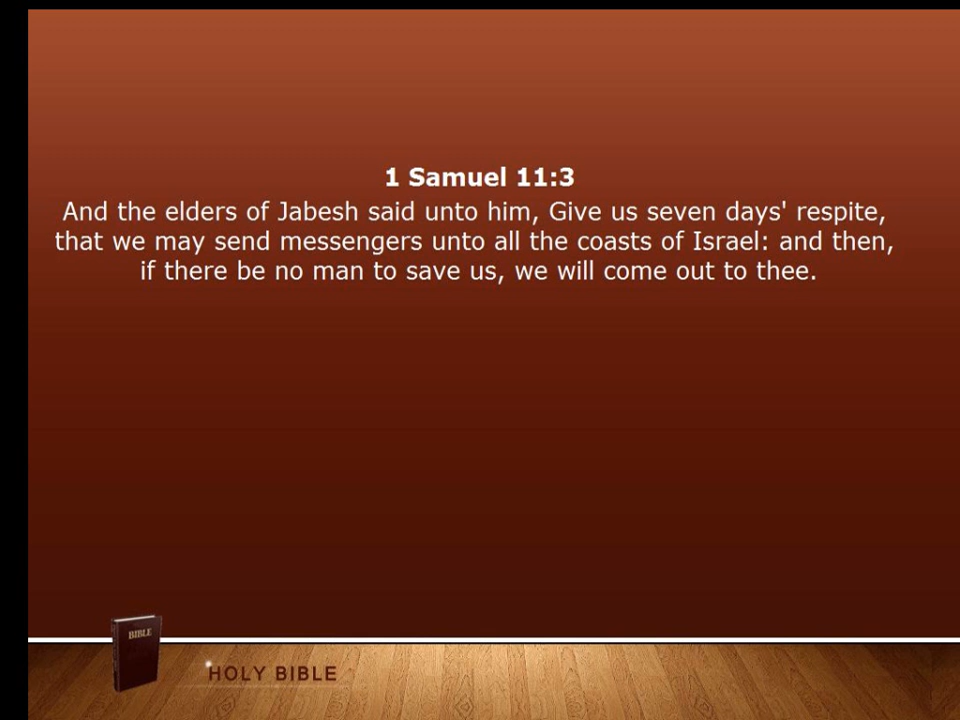 1 Samuel 11:3
And the elders of Jabesh said unto him, Give us seven days' respite,
that we may send messengers unto all the coasts of Israel: and then,
if there be no man to save us, we will come out to thee.
BIBLE
HOLY BIBLE